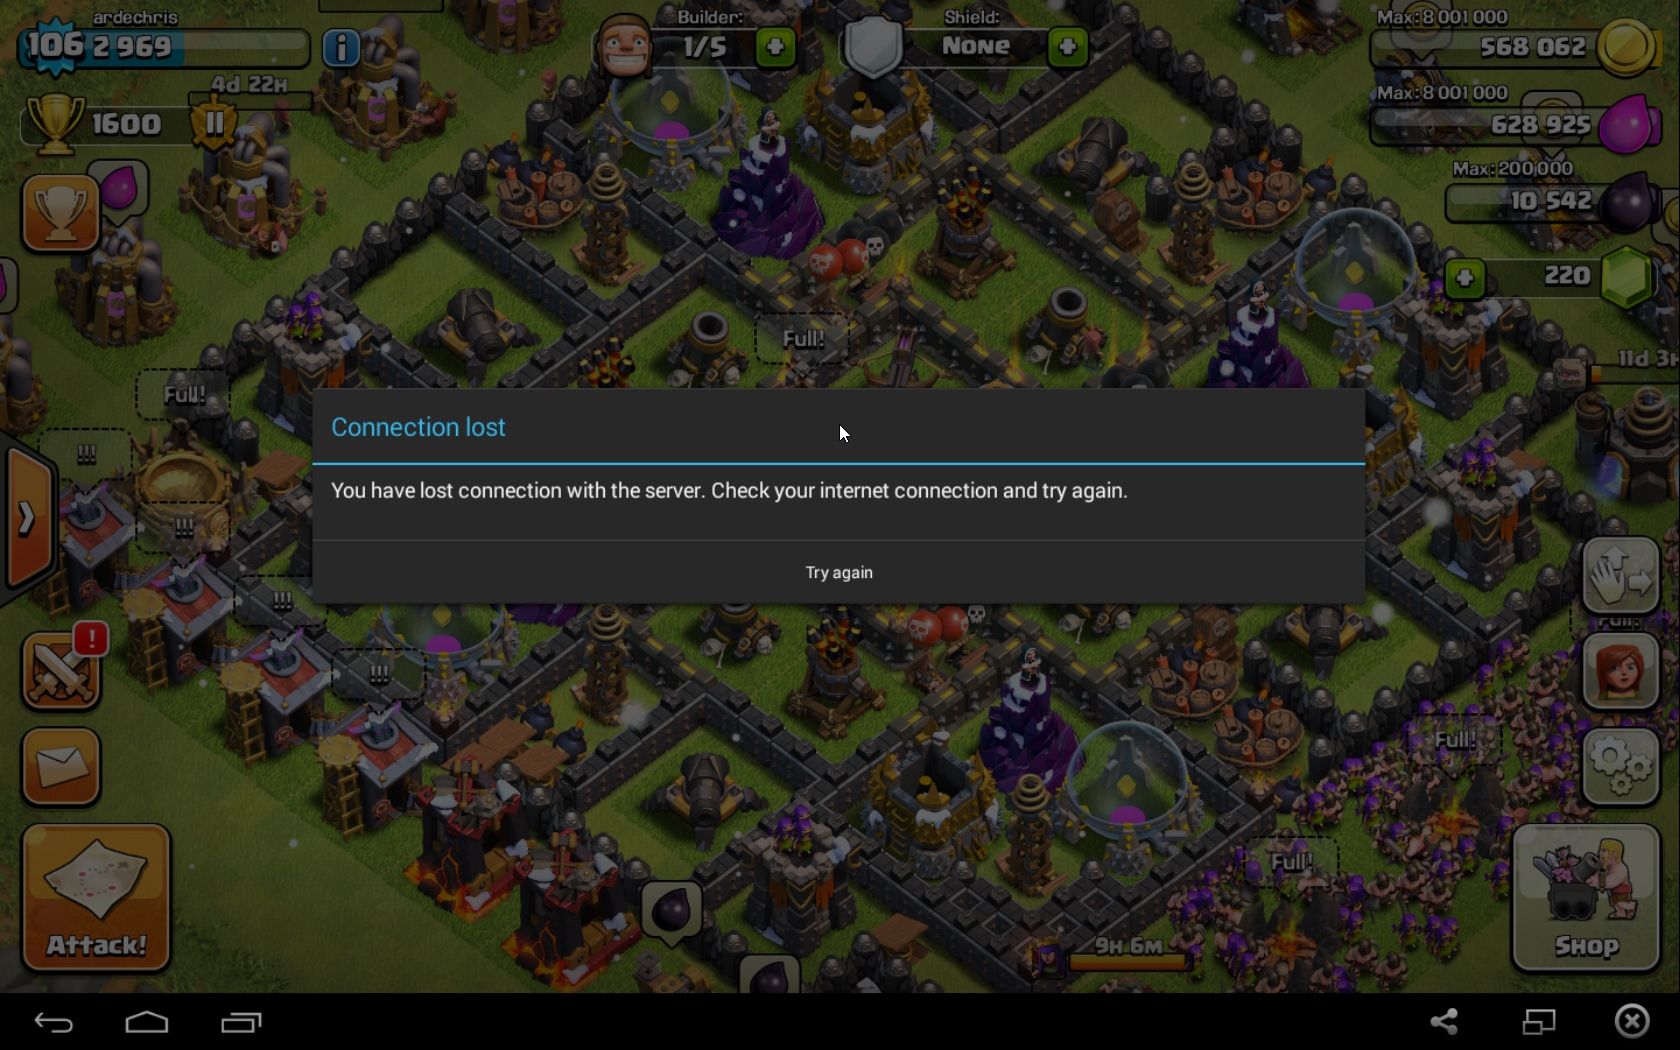 ardechris
106 2 969
Builder:
1/5
Shield:
None
Max: 8 001 000
568 062
4d 22H
1600
Max: 8 001 000
628 925
Max: 200 000
10 542
220
11d
Full!
Full!
!!!
!!!
!!!
!!!
Connection lost
You have lost connection with the server. Check your internet connection and try again.
Try again
!
Full!
Full!
Full!
Attack!
9H 6M
Shop